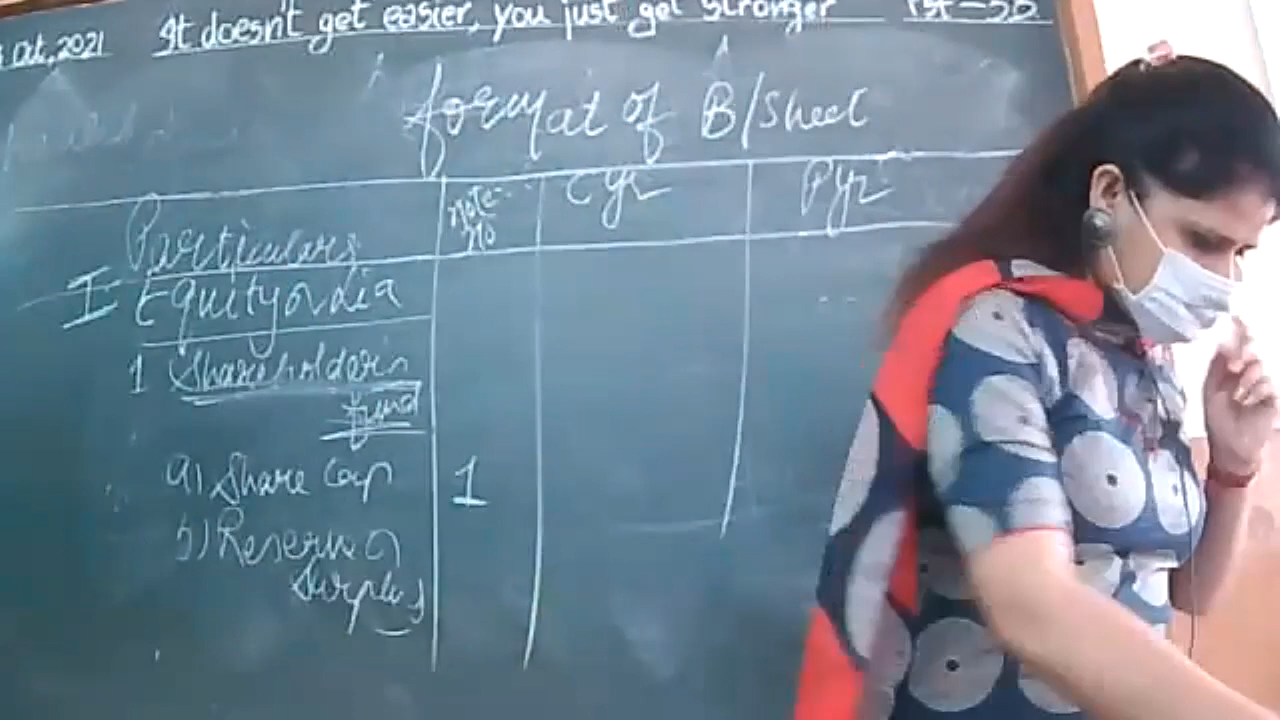 Oct, 2021 It doesn't get easier, you just get stronger
format of B/Sheet
Particulars Note No Cyr Pyr
I Equity & Lia
1 Shareholder's
fund
a) Share cap 1
b) Reserve &
Surplus